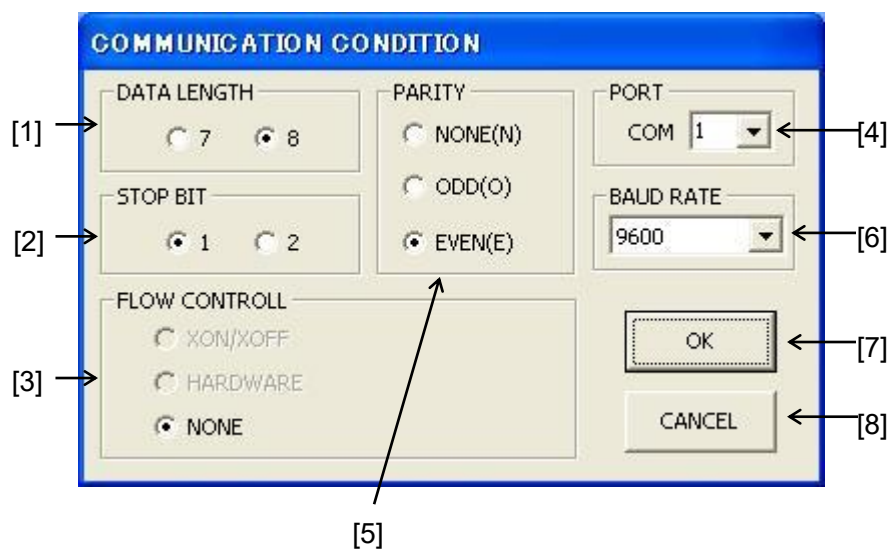 COMMUNICATION CONDITION
DATA LENGTH
7 8
PARITY
NONE(N)
ODD(O)
EVEN(E)
PORT
COM 1
STOP BIT
1 2
BAUD RATE
9600
FLOW CONTROLL
XON/XOFF
HARDWARE
NONE
OK
CANCEL
[1]
[2]
[3]
[4]
[5]
[6]
[7]
[8]